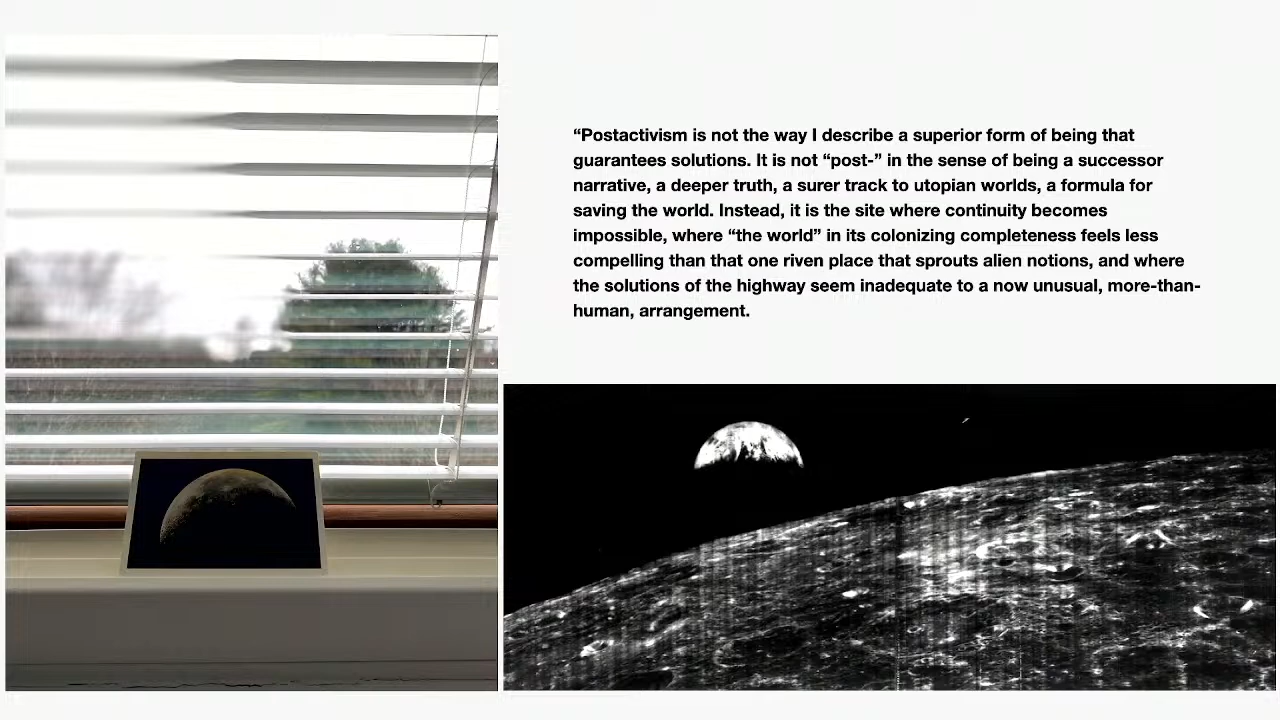 “Postactivism is not the way I describe a superior form of being that
guarantees solutions. It is not “post-” in the sense of being a successor
narrative, a deeper truth, a surer track to utopian worlds, a formula for
saving the world. Instead, it is the site where continuity becomes
impossible, where “the world” in its colonizing completeness feels less
compelling than that one riven place that sprouts alien notions, and where
the solutions of the highway seem inadequate to a now unusual, more-than-
human, arrangement.